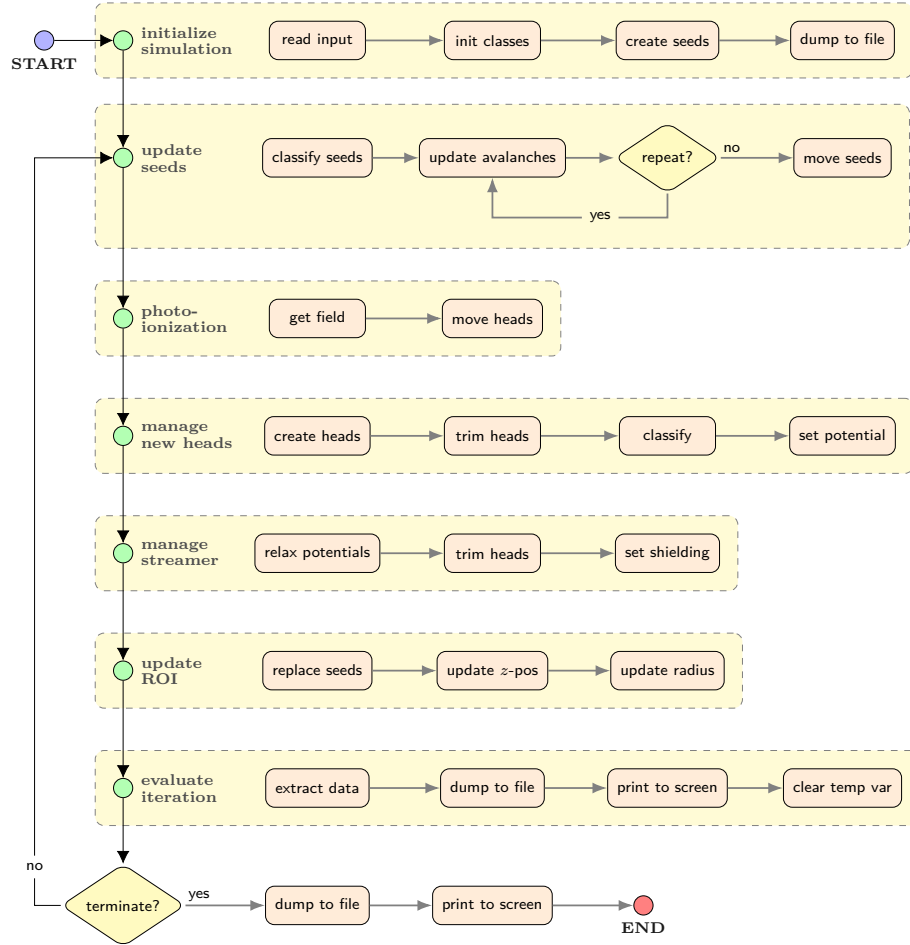 START
initialize
simulation
read input
init classes
create seeds
dump to file
update
seeds
classify seeds
update avalanches
repeat?
no
move seeds
yes
photo-
ionization
get field
move heads
manage
new heads
create heads
trim heads
classify
set potential
manage
streamer
relax potentials
trim heads
set shielding
update
ROI
replace seeds
update z-pos
update radius
evaluate
iteration
extract data
dump to file
print to screen
clear temp var
no
terminate?
yes
dump to file
print to screen
END